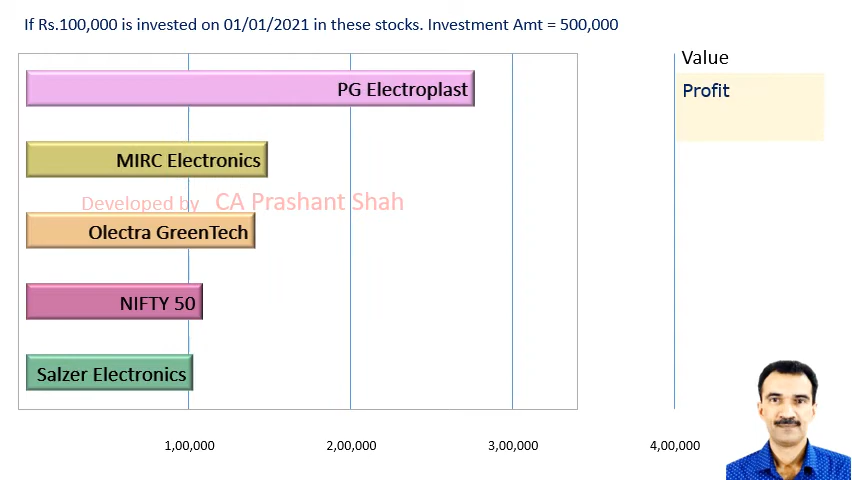 If Rs.100,000 is invested on 01/01/2021 in these stocks. Investment Amt = 500,000
Value
Profit
PG Electroplast
MIRC Electronics
Developed by CA Prashant Shah
Olectra GreenTech
NIFTY 50
Salzer Electronics
1,00,000 2,00,000 3,00,000 4,00,000